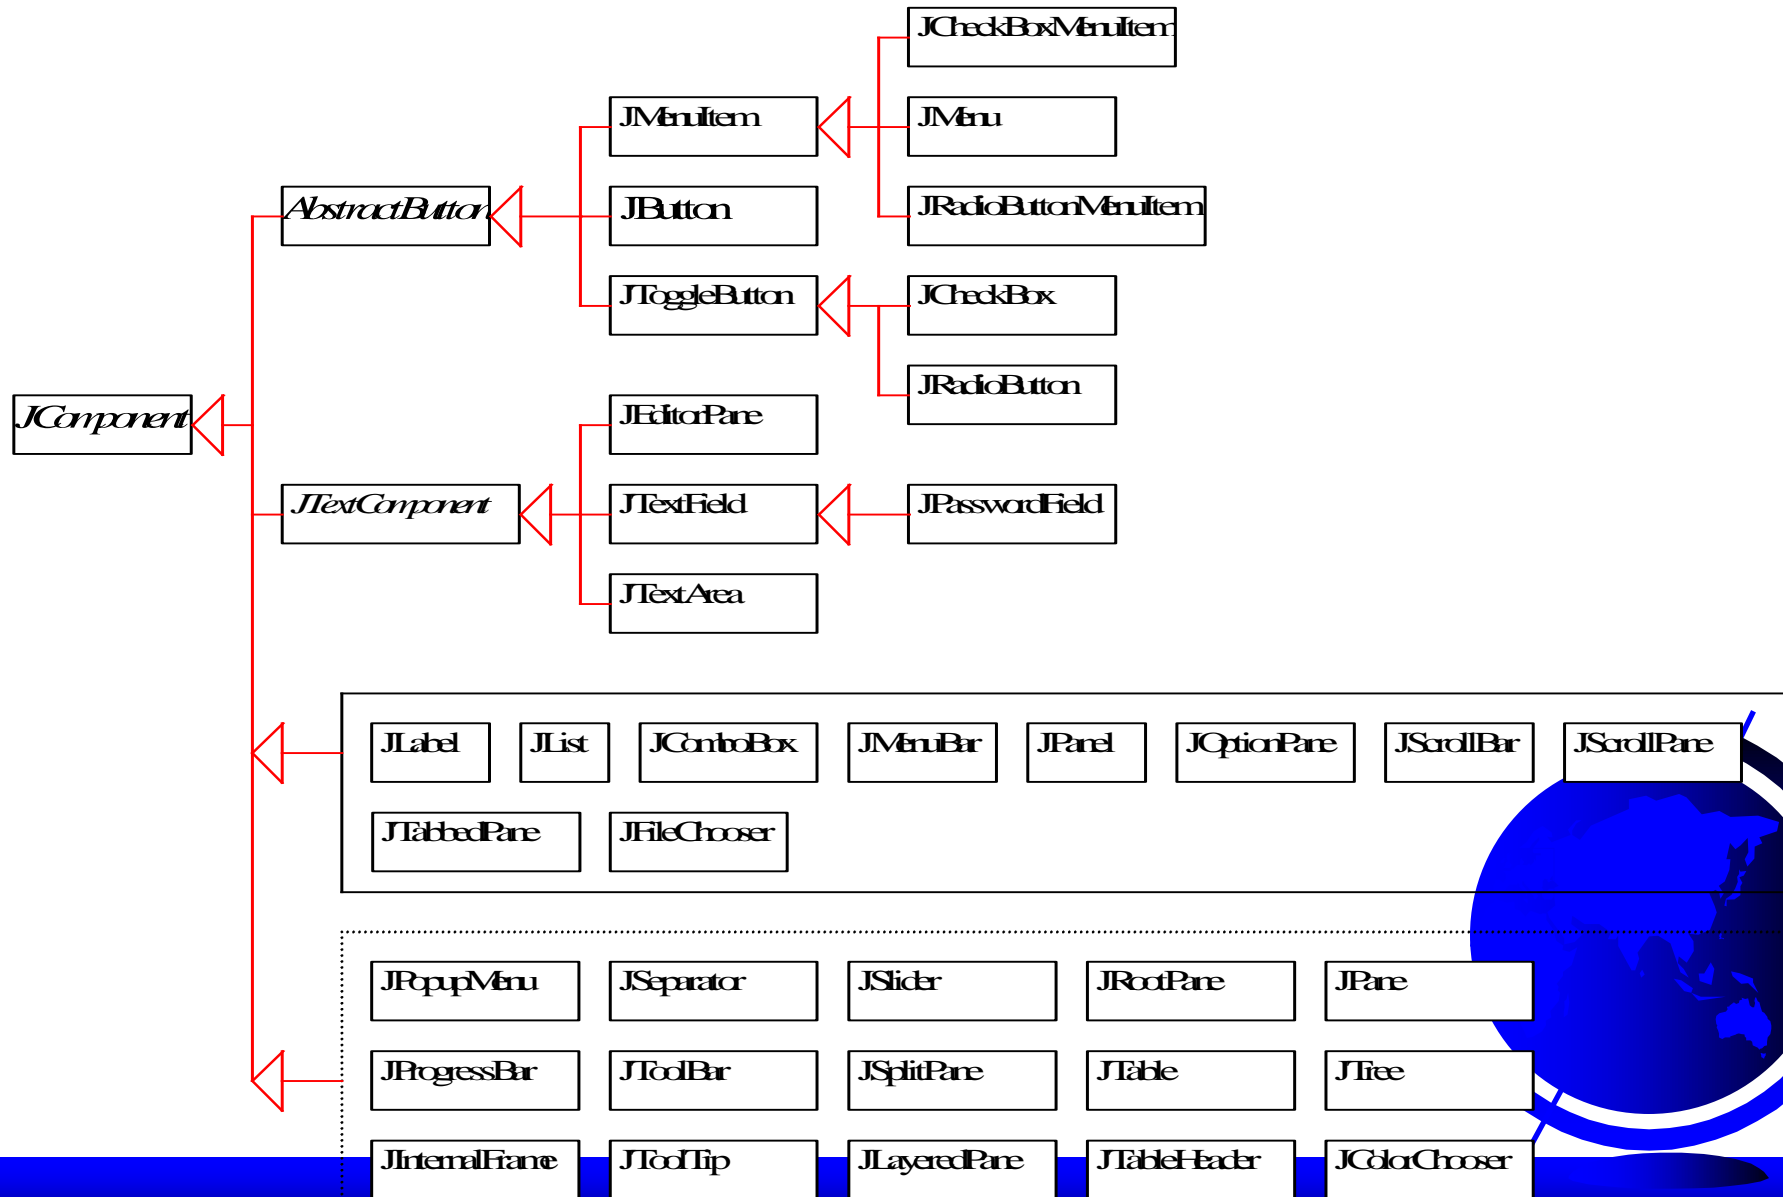 JCheckBoxMenuItem
JMenuItem
JMenu
AbstractButton
JButton
JRadioButtonMenuItem
JToggleButton
JCheckBox
JRadioButton
JComponent
JEditorPane
JTextComponent
JTextField
JPasswordField
JTextArea
JLabel
JList
JComboBox
JMenuBar
JPanel
JOptionPane
JScrollBar
JScrollPane
JTabbedPane
JFileChooser
JPopupMenu
JSeparator
JSlider
JRootPane
JPane
JProgressBar
JToolBar
JSplitPane
JTable
JTree
JInternalFrame
JToolTip
JLayeredPane
JTableHeader
JColorChooser